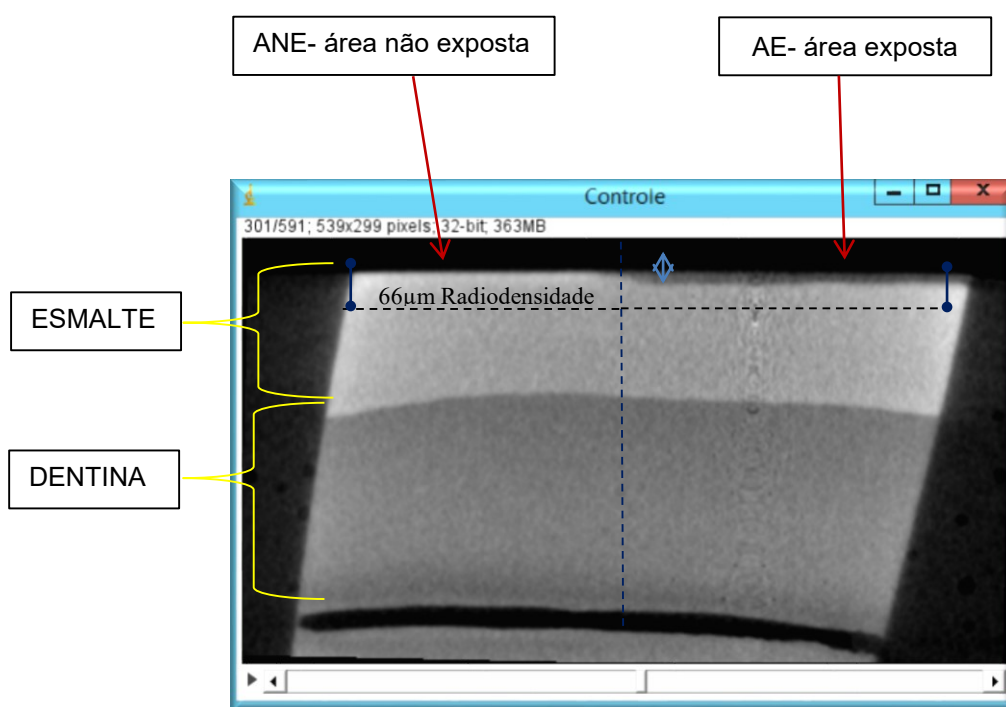 ANE- área não exposta
AE- área exposta
Controle
301/591; 539x299 pixels; 32-bit; 363MB
66µm Radiodensidade
ESMALTE
DENTINA